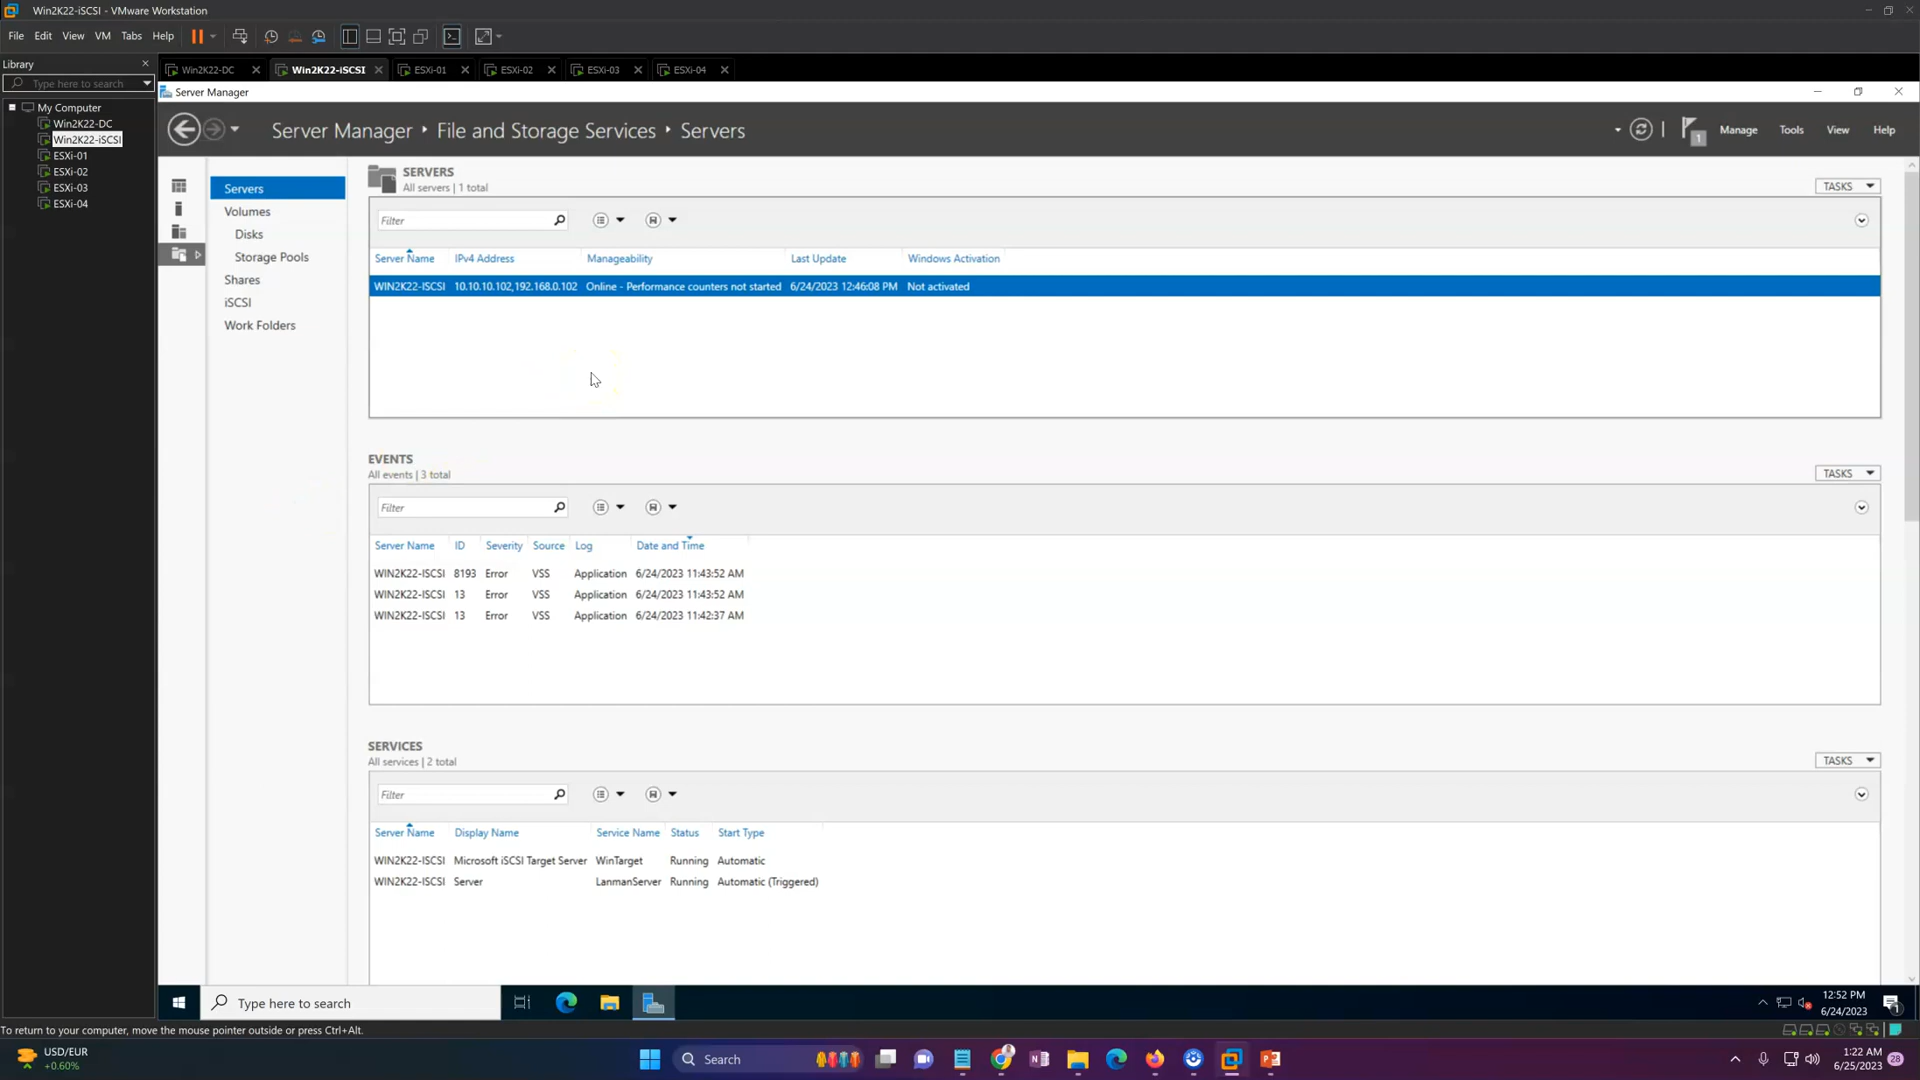 Win2K22-iSCSI - VMware Workstation
File Edit View VM Tabs Help
Library
Type here to search
My Computer
Win2K22-DC
Win2K22-iSCSI
ESXi-01
ESXi-02
ESXi-03
ESXi-04
Win2K22-DC Win2K22-iSCSI ESXi-01 ESXi-02 ESXi-03 ESXi-04
Server Manager
Server Manager File and Storage Services Servers
1 Manage Tools View Help
Servers
Volumes
Disks
Storage Pools
Shares
iSCSI
Work Folders
SERVERS
All servers | 1 total
TASKS
Filter
Server Name IPv4 Address Manageability Last Update Windows Activation
WIN2K22-ISCSI 10.10.10.102,192.168.0.102 Online - Performance counters not started 6/24/2023 12:46:08 PM Not activated
EVENTS
All events | 3 total
TASKS
Filter
Server Name ID Severity Source Log Date and Time
WIN2K22-ISCSI 8193 Error VSS Application 6/24/2023 11:43:52 AM
WIN2K22-ISCSI 13 Error VSS Application 6/24/2023 11:43:52 AM
WIN2K22-ISCSI 13 Error VSS Application 6/24/2023 11:42:37 AM
SERVICES
All services | 2 total
TASKS
Filter
Server Name Display Name Service Name Status Start Type
WIN2K22-ISCSI Microsoft iSCSI Target Server WinTarget Running Automatic
WIN2K22-ISCSI Server LanmanServer Running Automatic (Triggered)
Type here to search
12:52 PM
6/24/2023
1
To return to your computer, move the mouse pointer outside or press Ctrl+Alt.
USD/EUR
+0.60%
Search
1:22 AM
6/25/2023
28